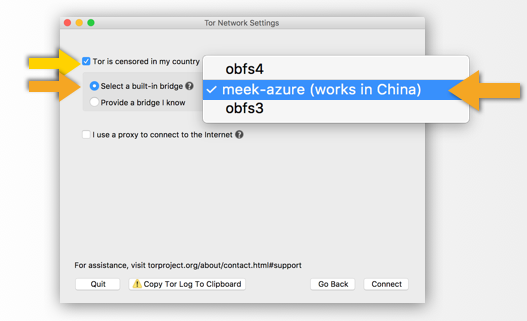 Tor Network Settings
Tor is censored in my country
Select a built-in bridge ?
Provide a bridge I know
obfs4
✓ meek-azure (works in China)
obfs3
I use a proxy to connect to the Internet ?
For assistance, visit torproject.org/about/contact.html#support
Quit
Copy Tor Log To Clipboard
Go Back
Connect